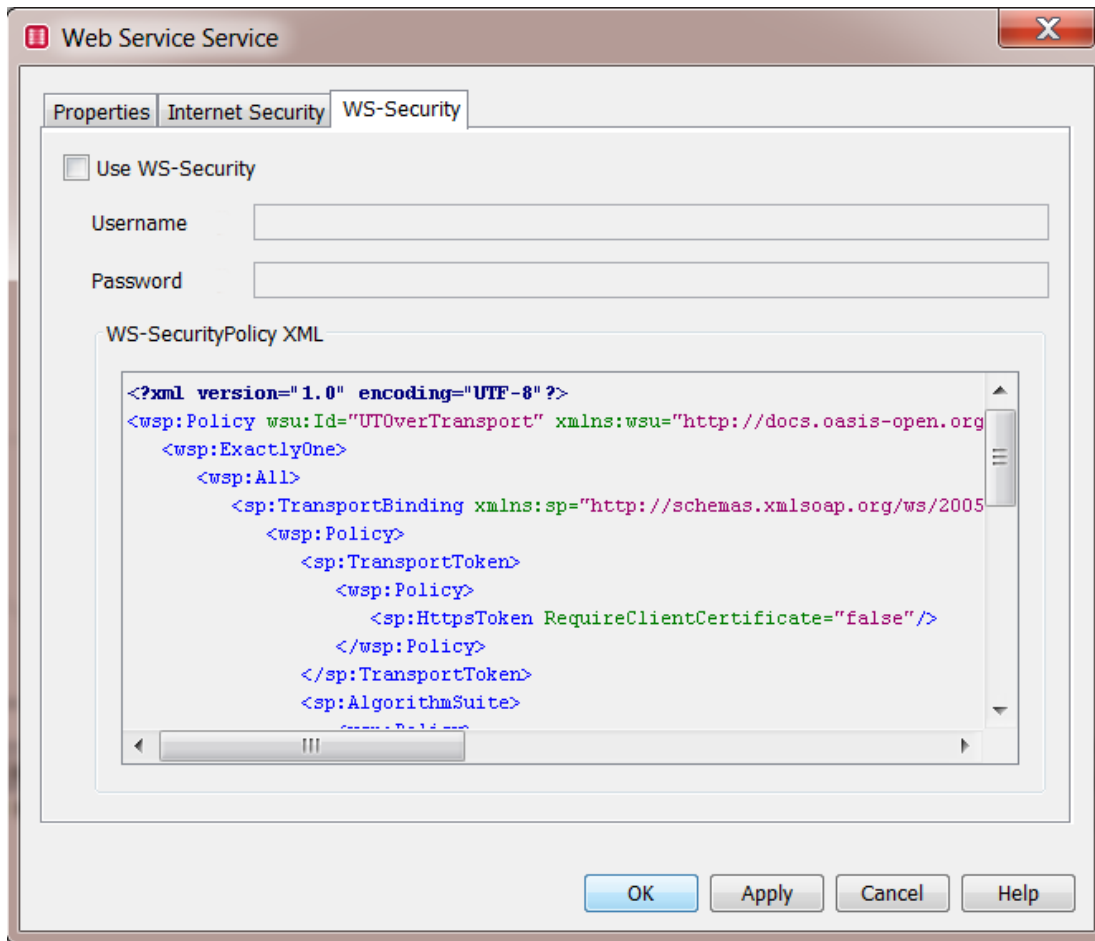 Web Service Service
Properties Internet Security WS-Security
Use WS-Security
Username
Password
WS-SecurityPolicy XML
<?xml version="1.0" encoding="UTF-8"?>
<wsp:Policy wsu:Id="UTOverTransport" xmlns:wsu="http://docs.oasis-open.org
<wsp:ExactlyOne>
<wsp:All>
<sp:TransportBinding xmlns:sp="http://schemas.xmlsoap.org/ws/2005
<wsp:Policy>
<sp:TransportToken>
<wsp:Policy>
<sp:HttpsToken RequireClientCertificate="false"/>
</wsp:Policy>
</sp:TransportToken>
<sp:AlgorithmSuite>
OK Apply Cancel Help